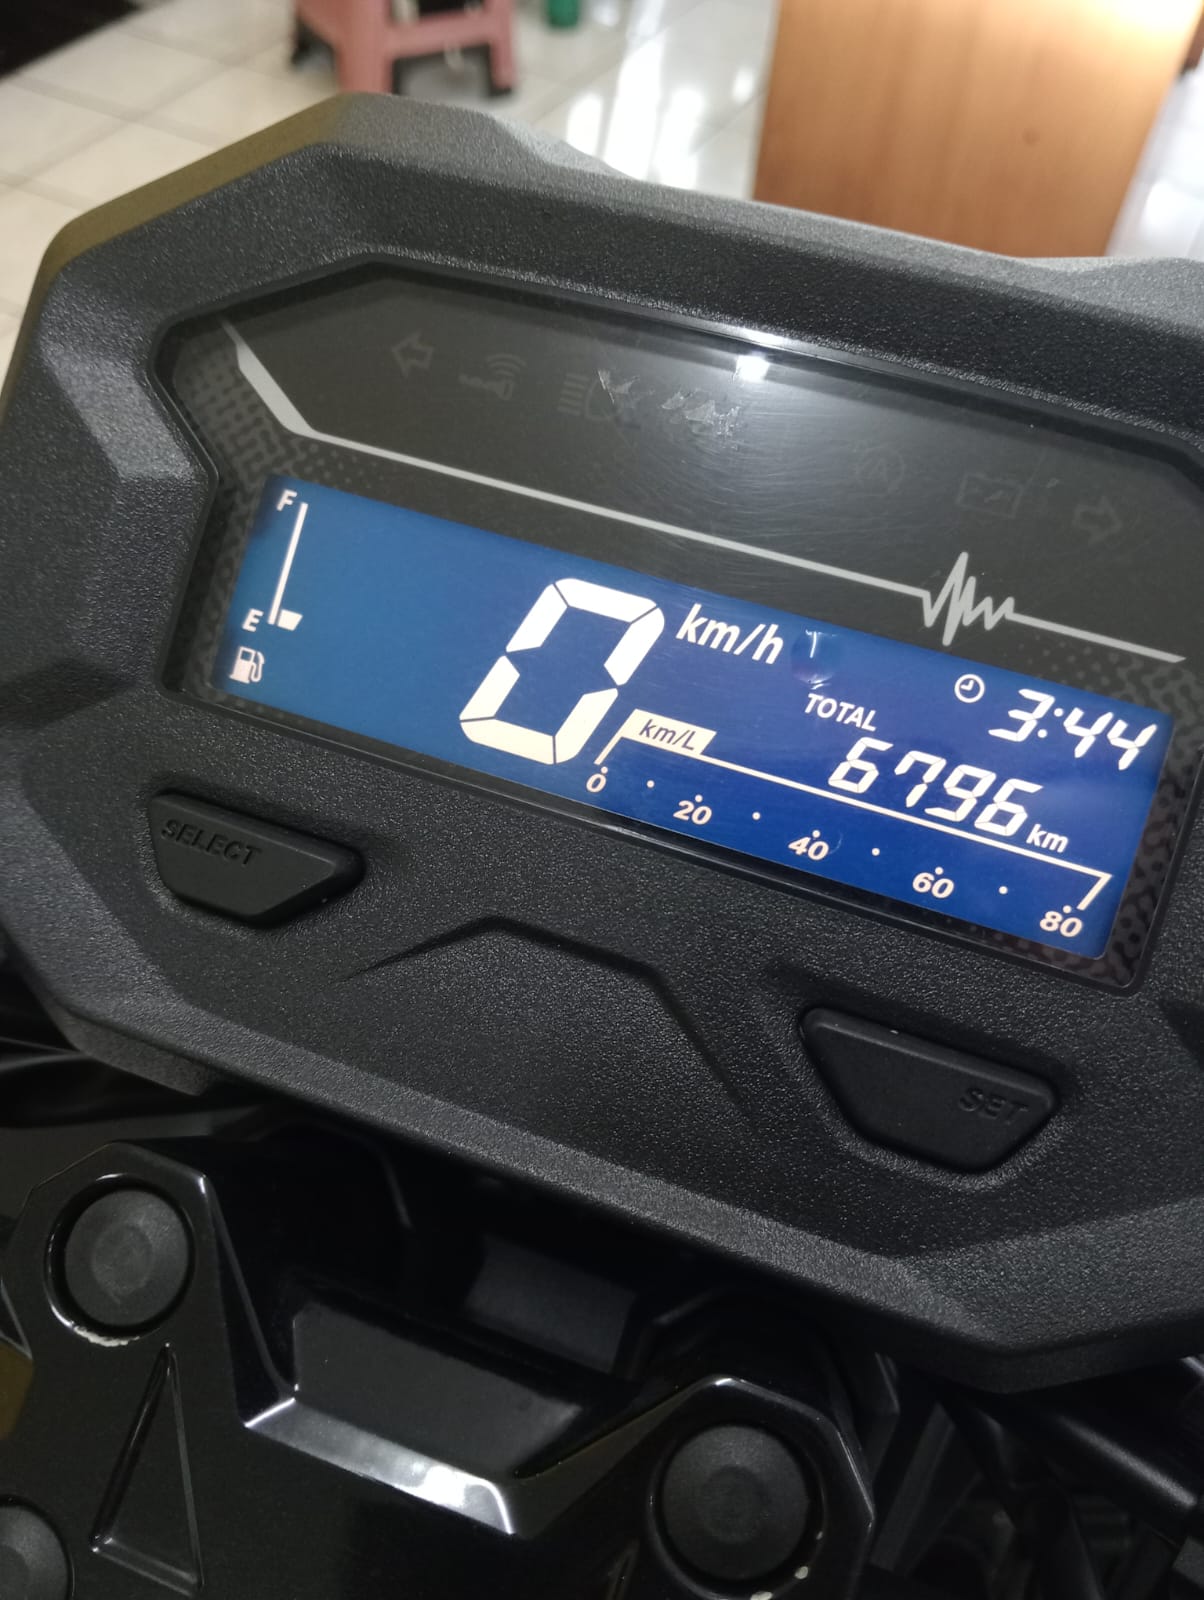 F
E
0 km/h
3:44
TOTAL
6796 km
km/L
0 20 40 60 80
SELECT
SET